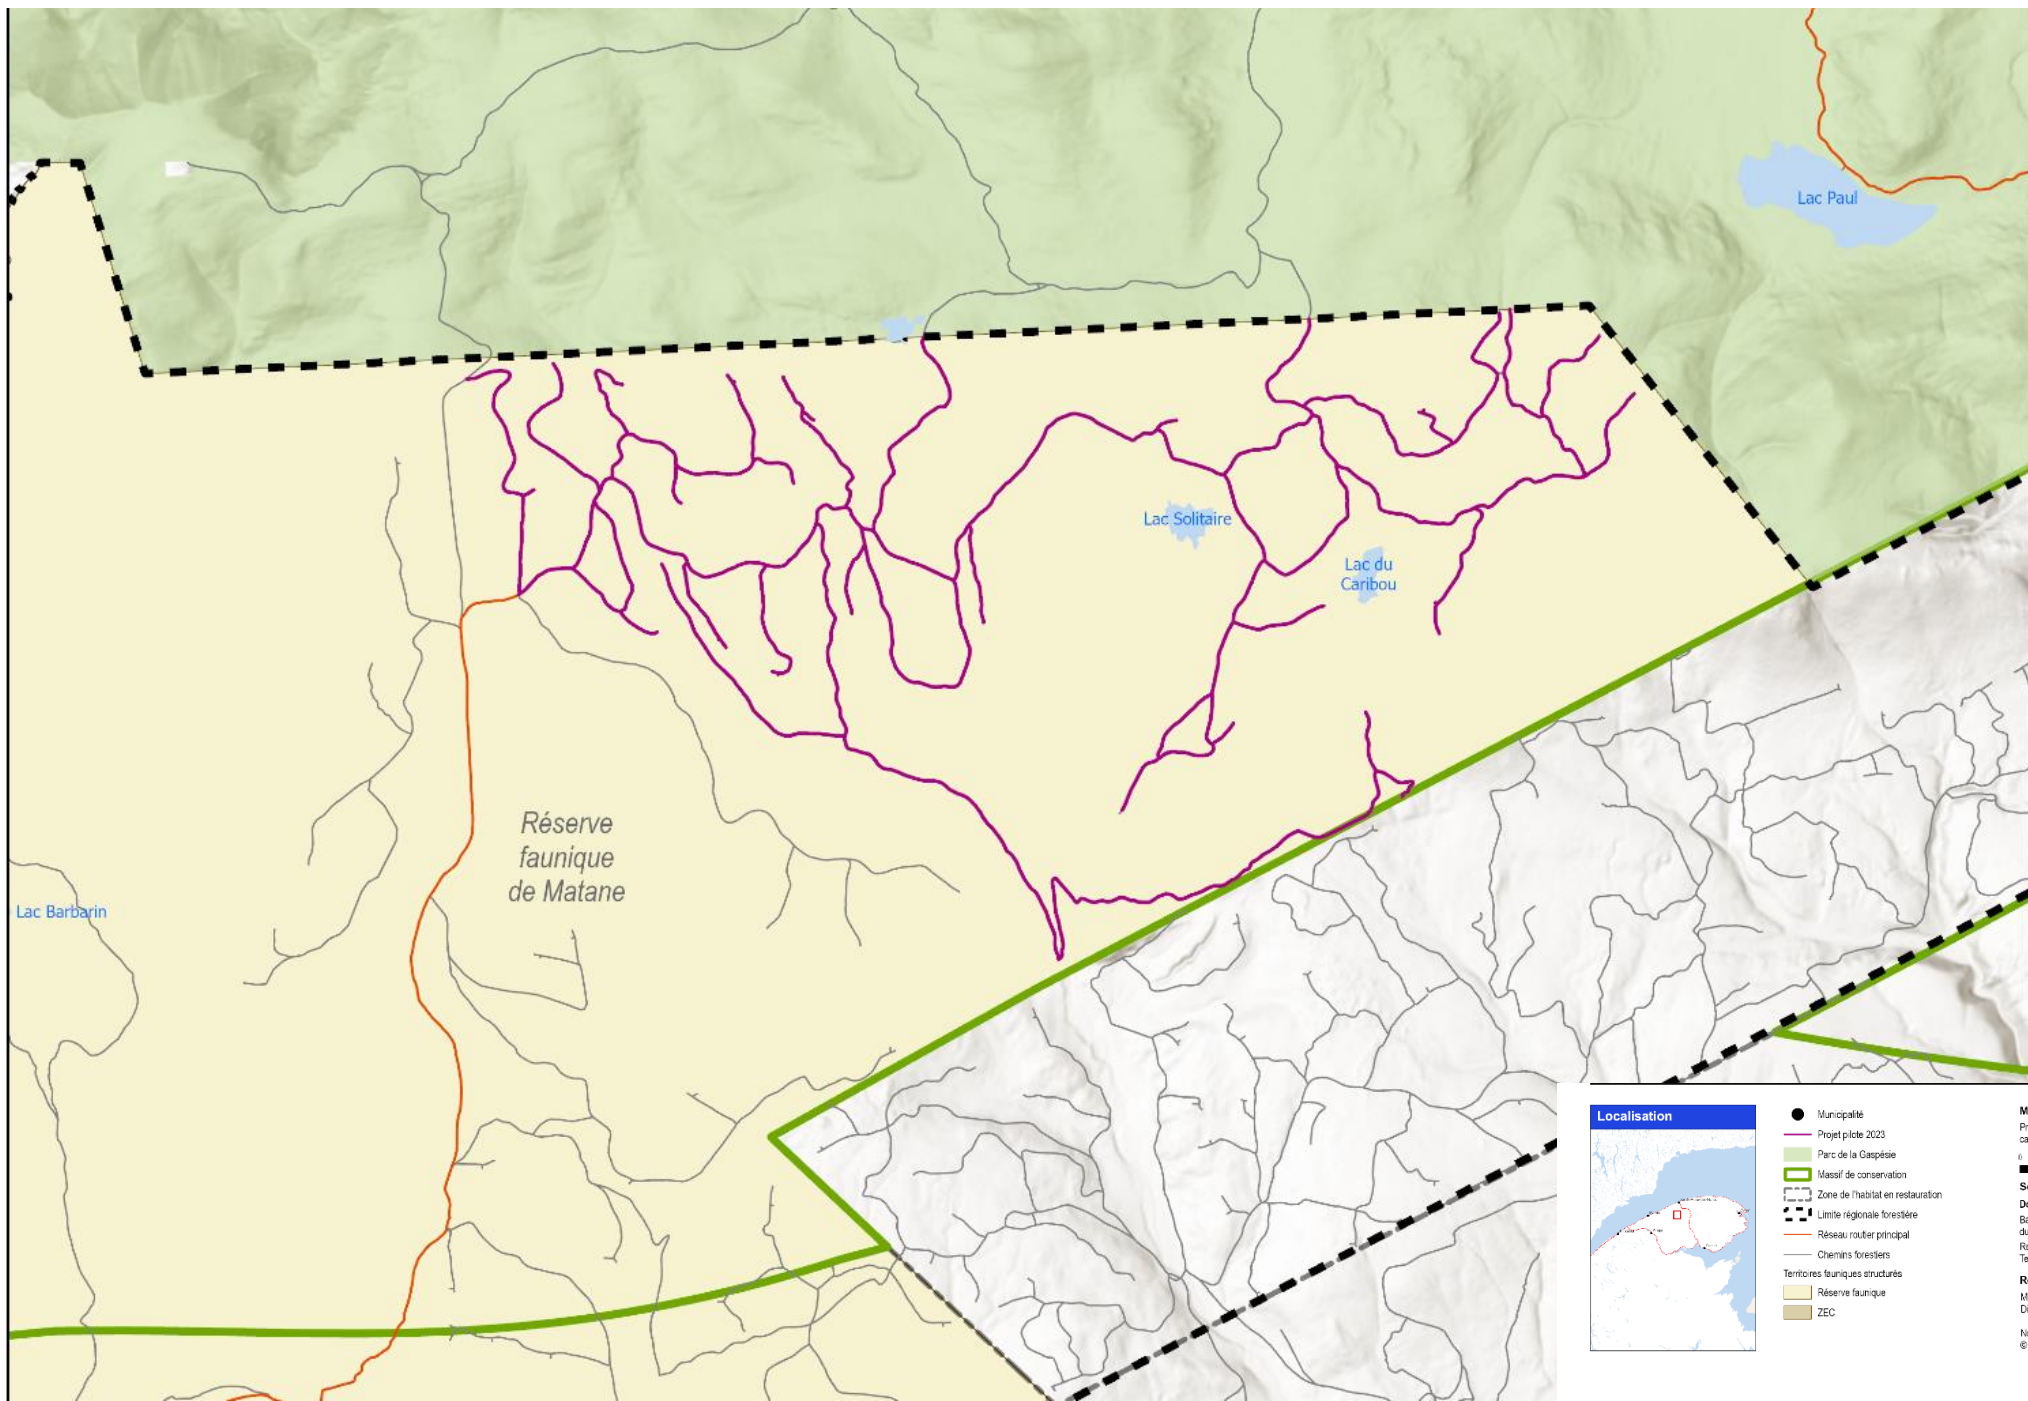 Lac Paul
Lac Solitaire
Lac du
Caribou
Réserve
faunique
de Matane
Lac Barbarin
Localisation
Municipalité
Projet pilote 2023
Parc de la Gaspésie
Massif de conservation
Zone de l'habitat en restauration
Limite régionale forestière
Réseau routier principal
Chemins forestiers
Territoires fauniques structurés
Réserve faunique
ZEC